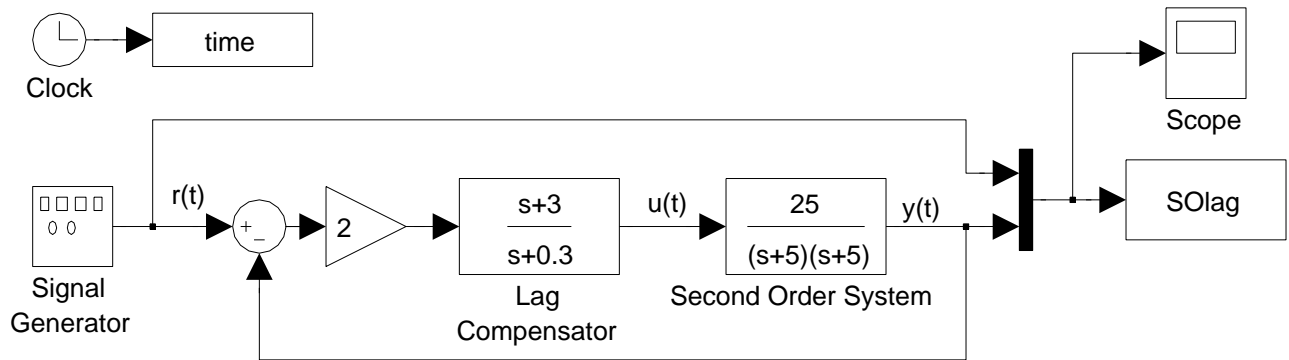 time
Clock
Scope
r(t)
+
−
2
s+3
s+0.3
u(t)
25
(s+5)(s+5)
y(t)
SOlag
Signal
Generator
Lag
Compensator
Second Order System